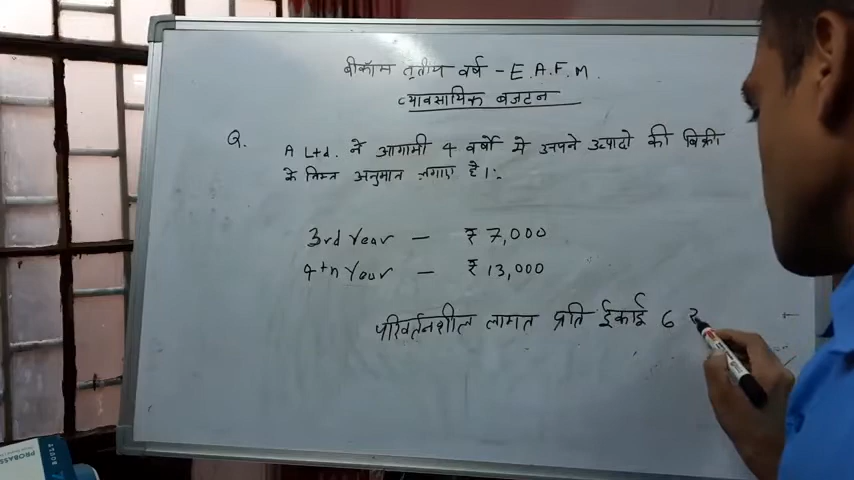 बीकॉम तृतीय वर्ष - E.A.F.M.
व्यावसायिक बजटन
Q. A Ltd. ने आगामी 4 वर्षो मे अपने उत्पादो की बिक्री
के निम्न अनुमान लगाए है।:-
3rd Year - ₹ 7,000
4th Year - ₹ 13,000
परिवर्तनशील लागत प्रति ईकाई 6 रू
PROBASS